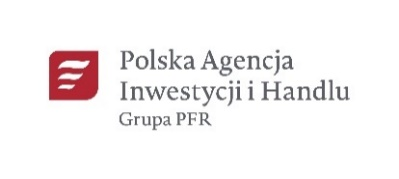 Polska Agencja
Inwestycji i Handlu
Grupa PFR